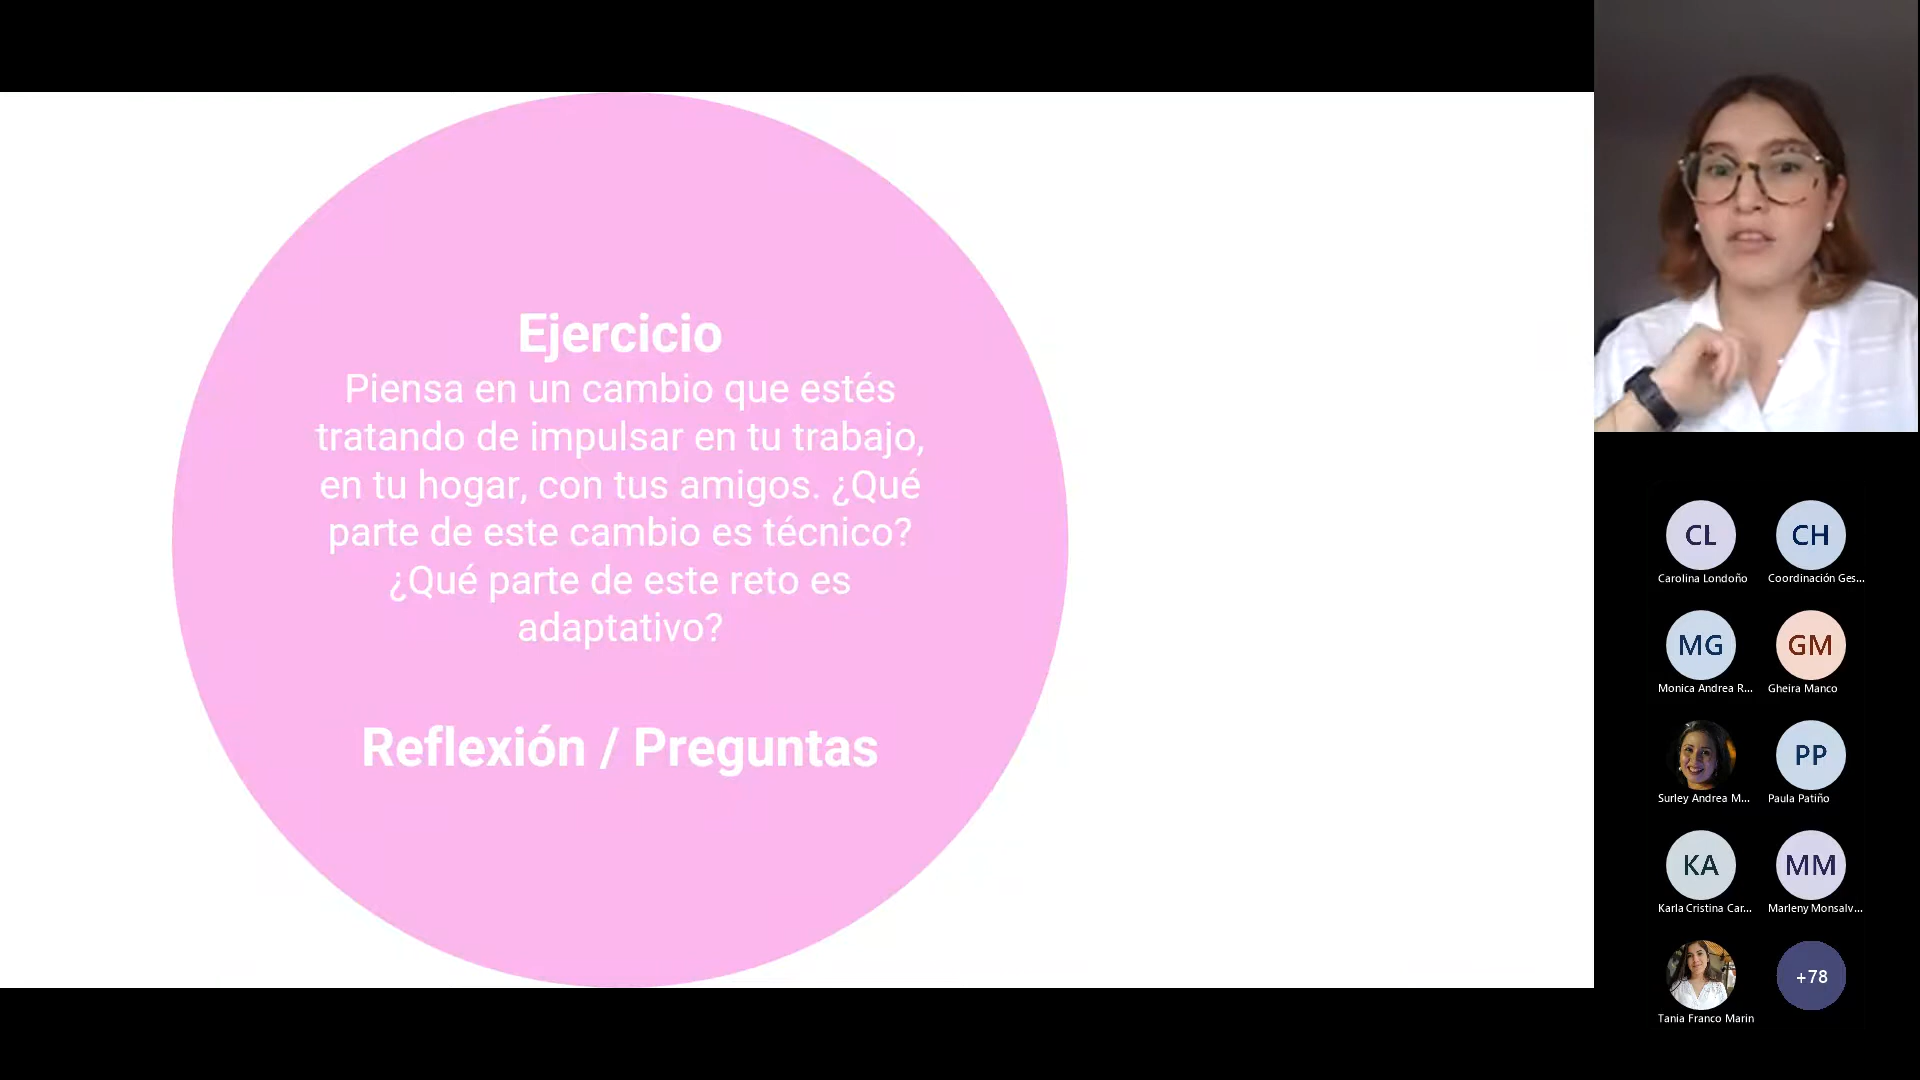 Ejercicio
Piensa en un cambio que estés
tratando de impulsar en tu trabajo,
en tu hogar, con tus amigos. ¿Qué
parte de este cambio es técnico?
¿Qué parte de este reto es
adaptativo?
Reflexión / Preguntas
CL
CH
Carolina Londoño
Coordinación Ges...
MG
GM
Monica Andrea R...
Gheira Manco
PP
Surley Andrea M...
Paula Patiño
KA
MM
Karla Cristina Car...
Marleny Monsalv...
+78
Tania Franco Marin